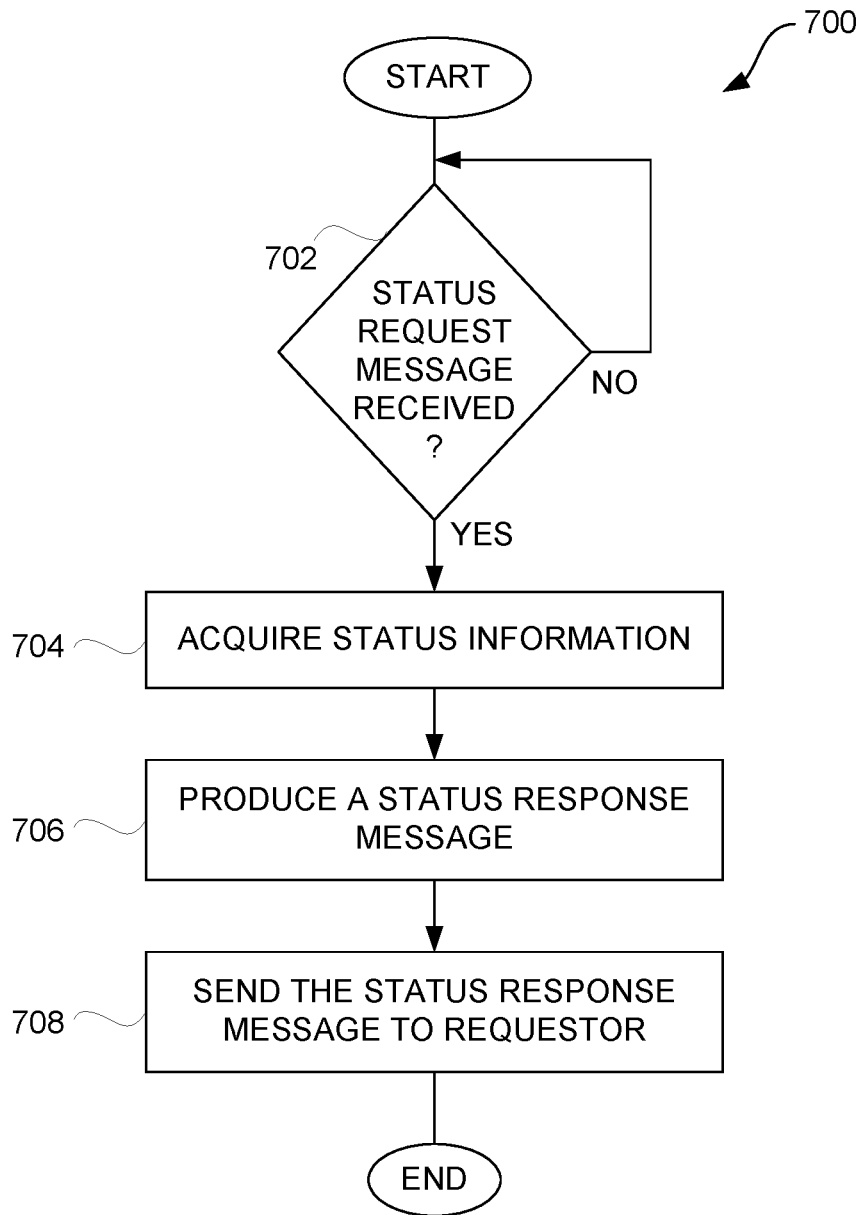 700
START
702
STATUS
REQUEST
MESSAGE
RECEIVED
?
NO
YES
704
ACQUIRE STATUS INFORMATION
706
PRODUCE A STATUS RESPONSE
MESSAGE
708
SEND THE STATUS RESPONSE
MESSAGE TO REQUESTOR
END